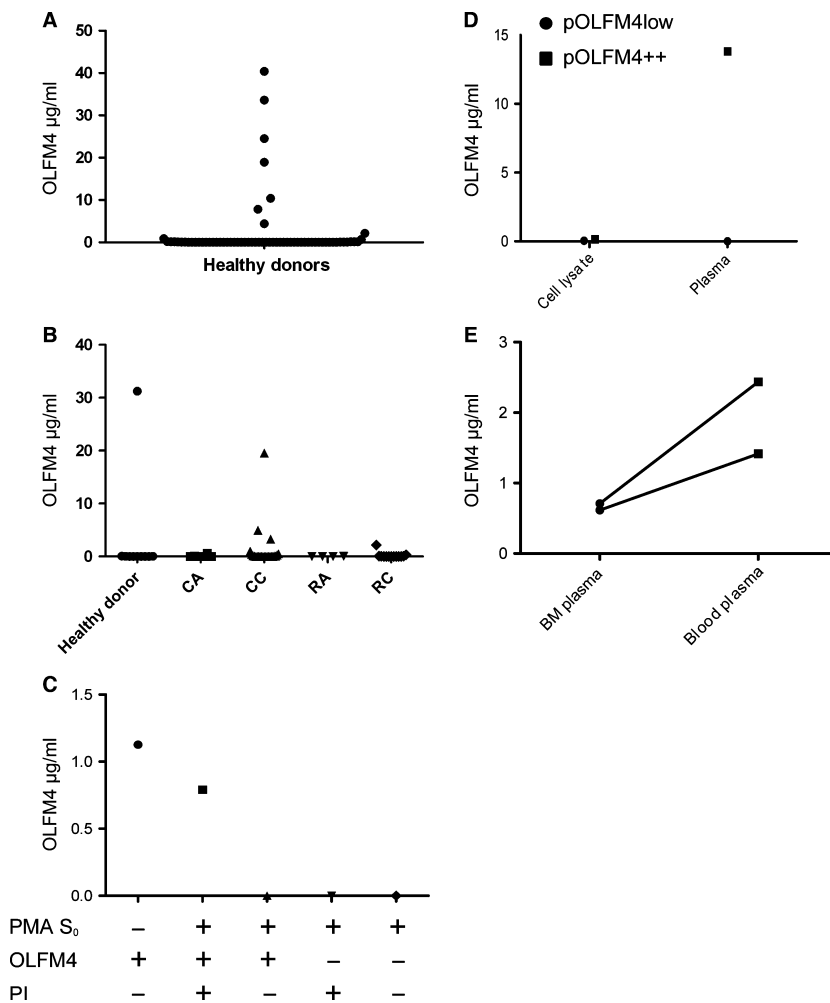 A
50
40
30
20
10
0
OLFM4 µg/ml
Healthy donors
B
40
30
20
10
0
OLFM4 µg/ml
Healthy donor
CA
CC
RA
RC
C
1.5
1.0
0.5
0.0
OLFM4 µg/ml
PMA S₀ – + + + +
OLFM4 + + + – –
PI – + – + –
D
pOLFM4low
pOLFM4++
15
10
5
0
OLFM4 µg/ml
Cell lysate
Plasma
E
3
2
1
0
OLFM4 µg/ml
BM plasma
Blood plasma